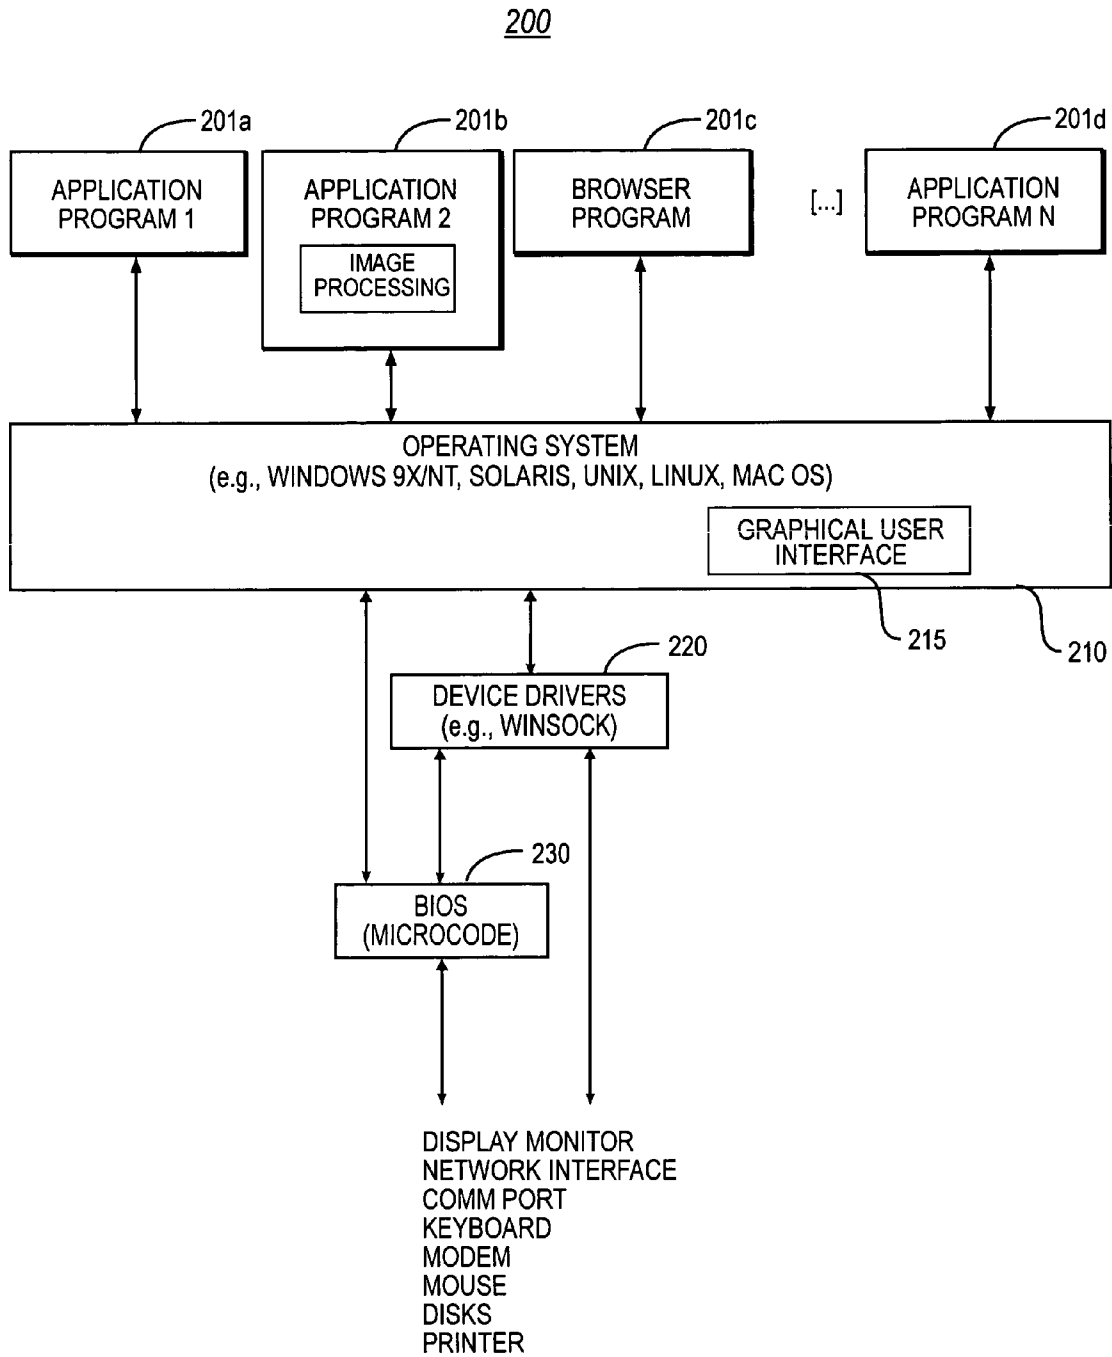 200
201a
201b
201c
201d
APPLICATION
PROGRAM 1
APPLICATION
PROGRAM 2
IMAGE
PROCESSING
BROWSER
PROGRAM
[...]
APPLICATION
PROGRAM N
OPERATING SYSTEM
(e.g., WINDOWS 9X/NT, SOLARIS, UNIX, LINUX, MAC OS)
GRAPHICAL USER
INTERFACE
215
210
220
DEVICE DRIVERS
(e.g., WINSOCK)
230
BIOS
(MICROCODE)
DISPLAY MONITOR
NETWORK INTERFACE
COMM PORT
KEYBOARD
MODEM
MOUSE
DISKS
PRINTER